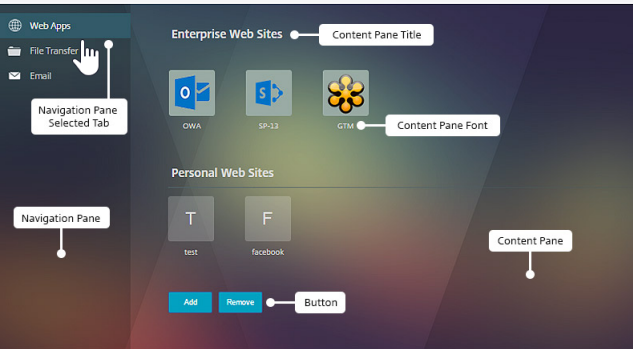 Web Apps
File Transfer
Email
Navigation Pane
Selected Tab
Navigation Pane
Enterprise Web Sites
Content Pane Title
OWA
SP-13
GTM
Content Pane Font
Personal Web Sites
T
F
test
facebook
Content Pane
Add
Remove
Button